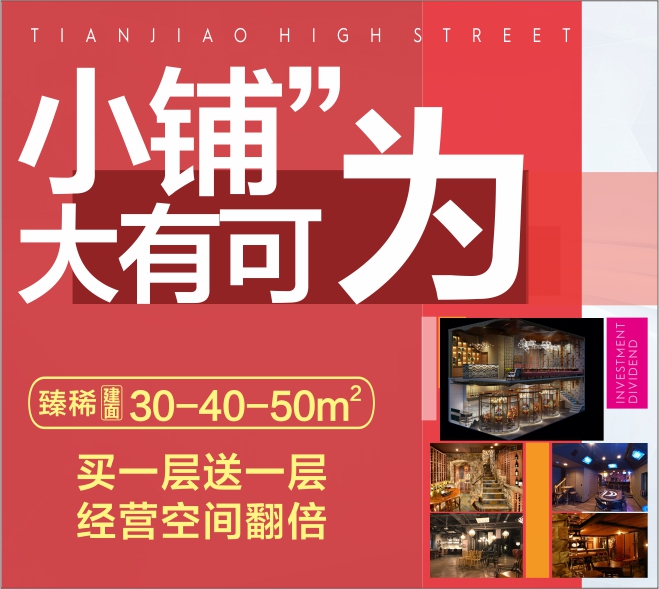 TIANJIAO HIGH STREET
小铺”
大有可为
臻稀 建面 30-40-50m²
买一层送一层
经营空间翻倍
INVESTMENT
DIVIDEND